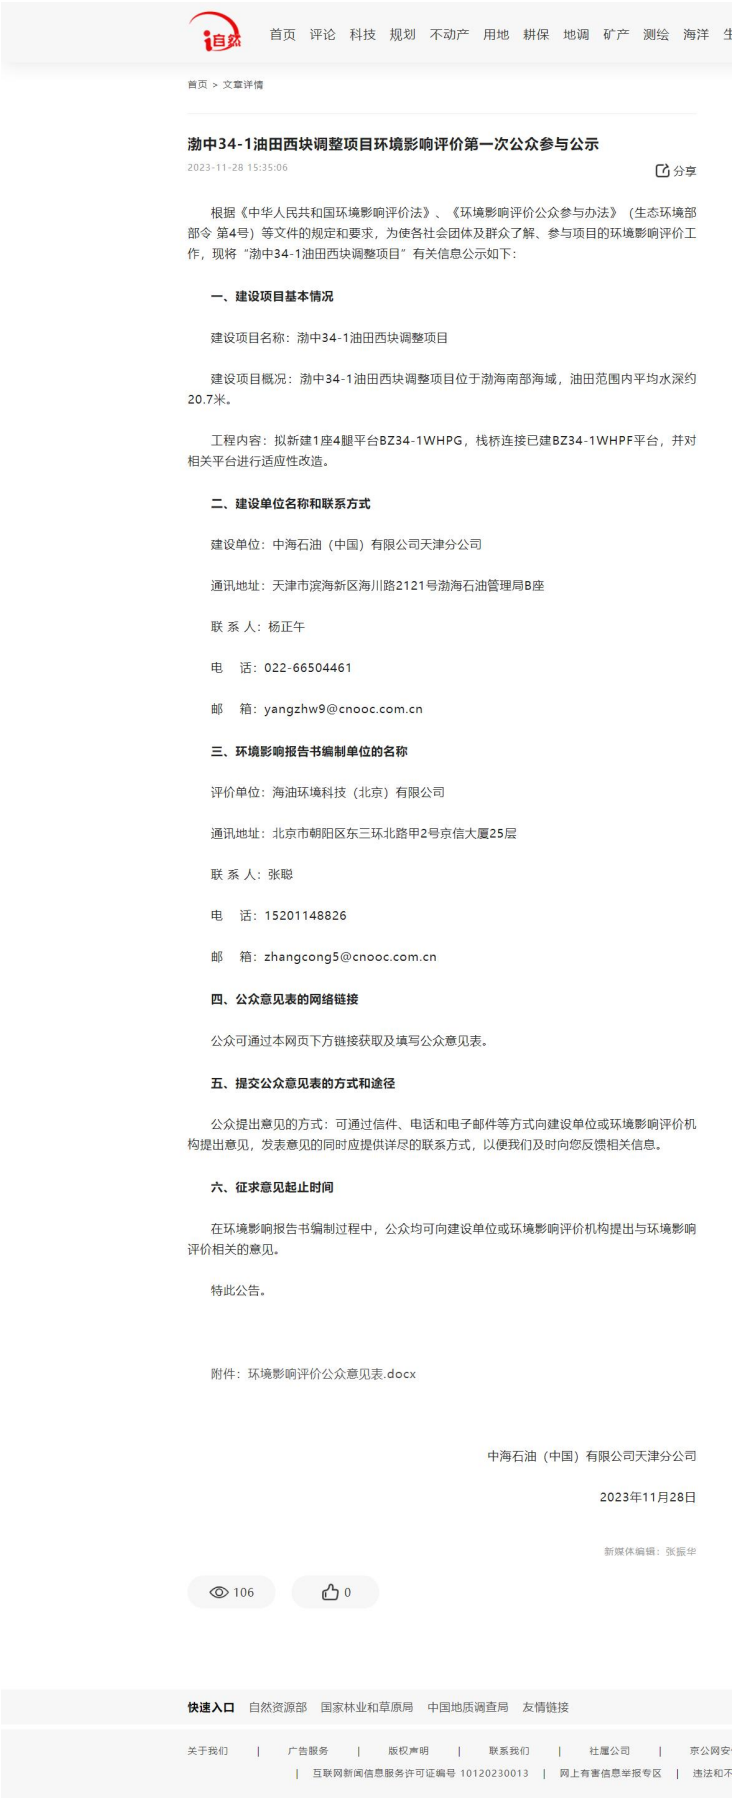 i自然 首页 评论 科技 规划 不动产 用地 耕保 地调 矿产 测绘 海洋
首页 > 文章详情
渤中34-1油田西块调整项目环境影响评价第一次公众参与公示
2023-11-28 15:35:06
分享
根据《中华人民共和国环境影响评价法》、《环境影响评价公众参与办法》（生态环境部
部令 第4号）等文件的规定和要求，为使各社会团体及群众了解、参与项目的环境影响评价工
作，现将“渤中34-1油田西块调整项目”有关信息公示如下：
一、建设项目基本情况
建设项目名称：渤中34-1油田西块调整项目
建设项目概况：渤中34-1油田西块调整项目位于渤海南部海域，油田范围内平均水深约
20.7米。
工程内容：拟新建1座4腿平台BZ34-1WHPG，栈桥连接已建BZ34-1WHPF平台，并对
相关平台进行适应性改造。
二、建设单位名称和联系方式
建设单位：中海石油（中国）有限公司天津分公司
通讯地址：天津市滨海新区海川路2121号渤海石油管理局B座
联 系 人：杨正午
电 话：022-66504461
邮 箱：yangzhw9@cnooc.com.cn
三、环境影响报告书编制单位的名称
评价单位：海油环境科技（北京）有限公司
通讯地址：北京市朝阳区东三环北路甲2号京信大厦25层
联 系 人：张聪
电 话：15201148826
邮 箱：zhangcong5@cnooc.com.cn
四、公众意见表的网络链接
公众可通过本网页下方链接获取及填写公众意见表。
五、提交公众意见表的方式和途径
公众提出意见的方式：可通过信件、电话和电子邮件等方式向建设单位或环境影响评价机
构提出意见，发表意见的同时应提供详尽的联系方式，以便我们及时向您反馈相关信息。
六、征求意见起止时间
在环境影响报告书编制过程中，公众均可向建设单位或环境影响评价机构提出与环境影响
评价相关的意见。
特此公告。
附件：环境影响评价公众意见表.docx
中海石油（中国）有限公司天津分公司
2023年11月28日
新媒体编辑：张振华
106 0
快速入口 自然资源部 国家林业和草原局 中国地质调查局 友情链接
关于我们 | 广告服务 | 版权声明 | 联系我们 | 社属公司 | 京公网安
| 互联网新闻信息服务许可证编号 10120230013 | 网上有害信息举报专区 | 违法和不